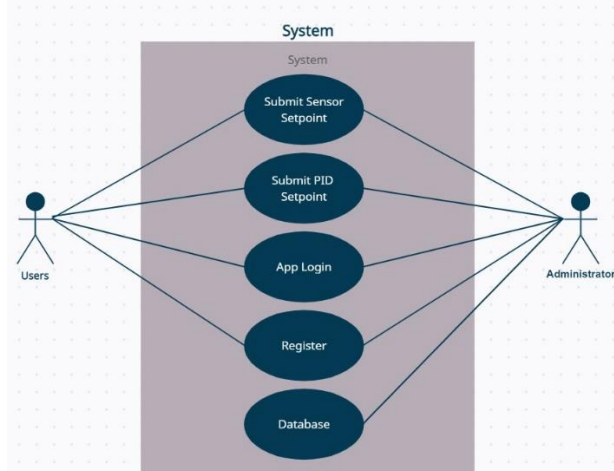 System
System
Submit Sensor
Setpoint
Submit PID
Setpoint
App Login
Users
Administrator
Register
Database